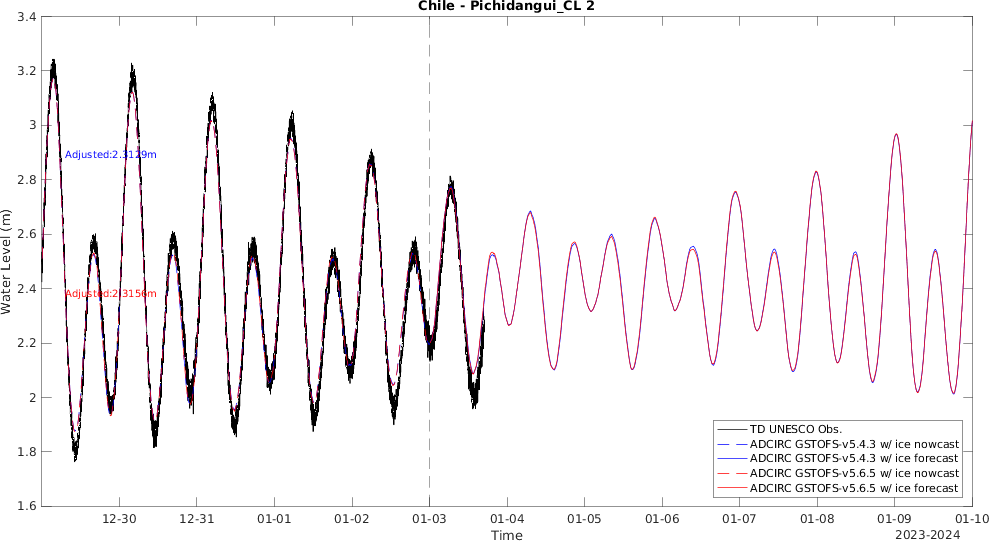 Chile - Pichidangui_CL 2
3.4
3.2
3
2.8
2.6
2.4
2.2
2
1.8
1.6
Water Level (m)
Adjusted:2.3129m
Adjusted:2.3156m
TD UNESCO Obs.
ADCIRC GSTOFS-v5.4.3 w/ ice nowcast
ADCIRC GSTOFS-v5.4.3 w/ ice forecast
ADCIRC GSTOFS-v5.6.5 w/ ice nowcast
ADCIRC GSTOFS-v5.6.5 w/ ice forecast
12-30 12-31 01-01 01-02 01-03 01-04 01-05 01-06 01-07 01-08 01-09 01-10
Time
2023-2024